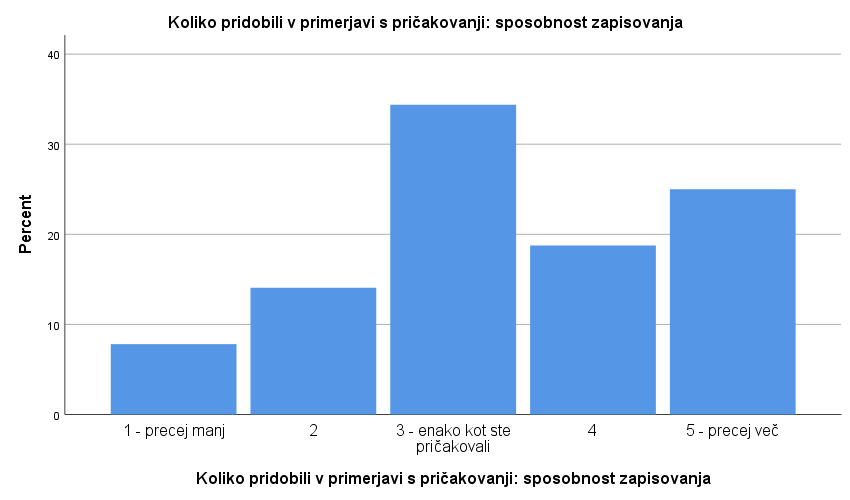 Koliko pridobili v primerjavi s pričakovanji: sposobnost zapisovanja
40
30
20
10
0
Percent
1 - precej manj
2
3 - enako kot ste
pričakovali
4
5 - precej več
Koliko pridobili v primerjavi s pričakovanji: sposobnost zapisovanja